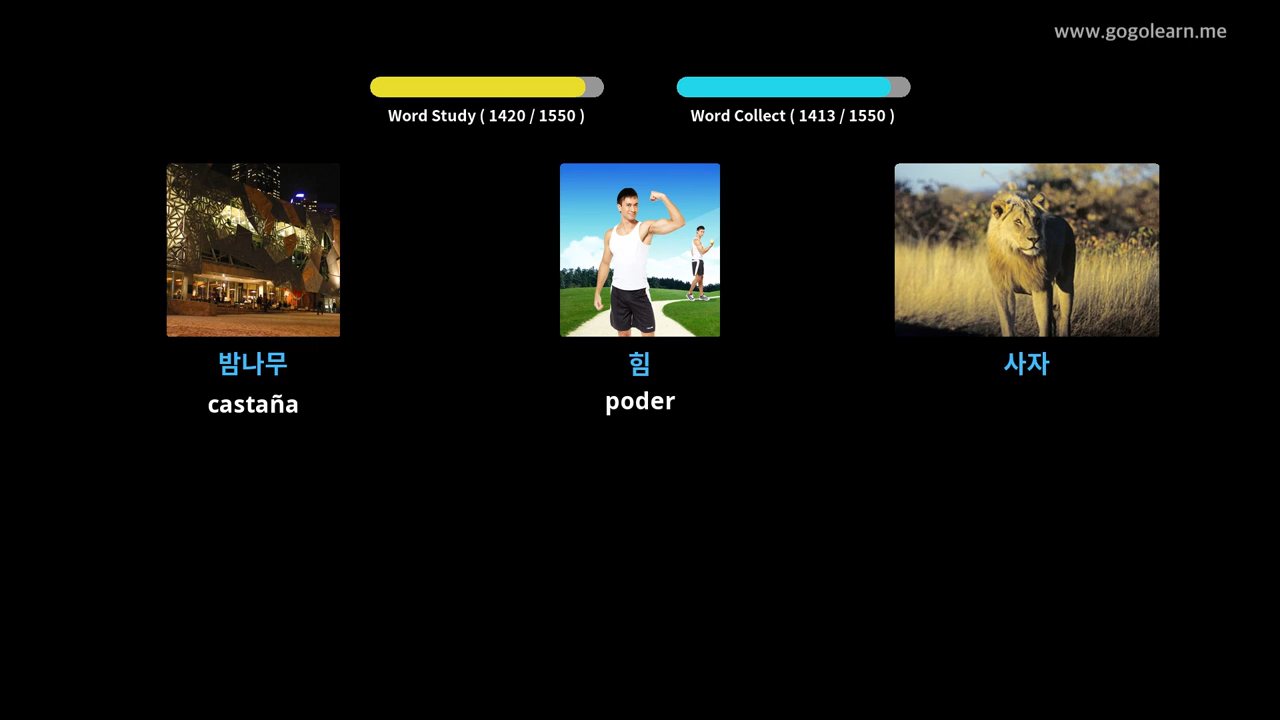 www.gogolearn.me
Word Study ( 1420 / 1550 )
Word Collect ( 1413 / 1550 )
밤나무
힘
사자
castaña
poder